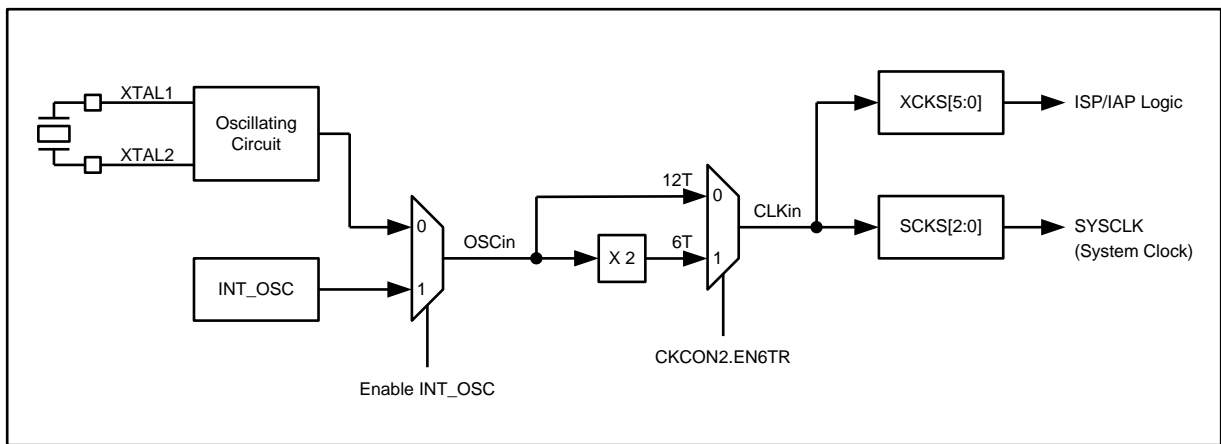 XTAL1
XTAL2
Oscillating
Circuit
INT_OSC
0
1
Enable INT_OSC
OSCin
12T
X 2
6T
0
1
CKCON2.EN6TR
CLKin
XCKS[5:0]
ISP/IAP Logic
SCKS[2:0]
SYSCLK
(System Clock)